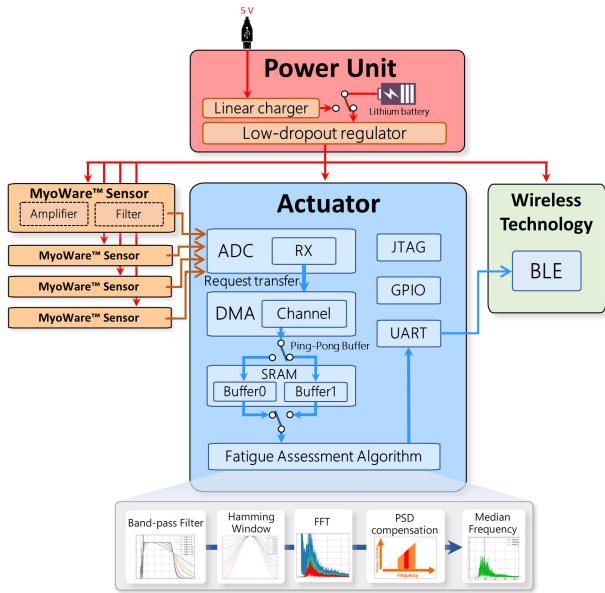 5 V
Power Unit
Linear charger
Lithium battery
Low-dropout regulator
MyoWare™ Sensor
Amplifier
Filter
MyoWare™ Sensor
MyoWare™ Sensor
MyoWare™ Sensor
Actuator
ADC
RX
Request transfer
DMA
Channel
Ping-Pong Buffer
SRAM
Buffer0
Buffer1
JTAG
GPIO
UART
Fatigue Assessment Algorithm
Wireless
Technology
BLE
Band-pass Filter
Hamming
Window
FFT
PSD
compensation
Frequency
Median
Frequency